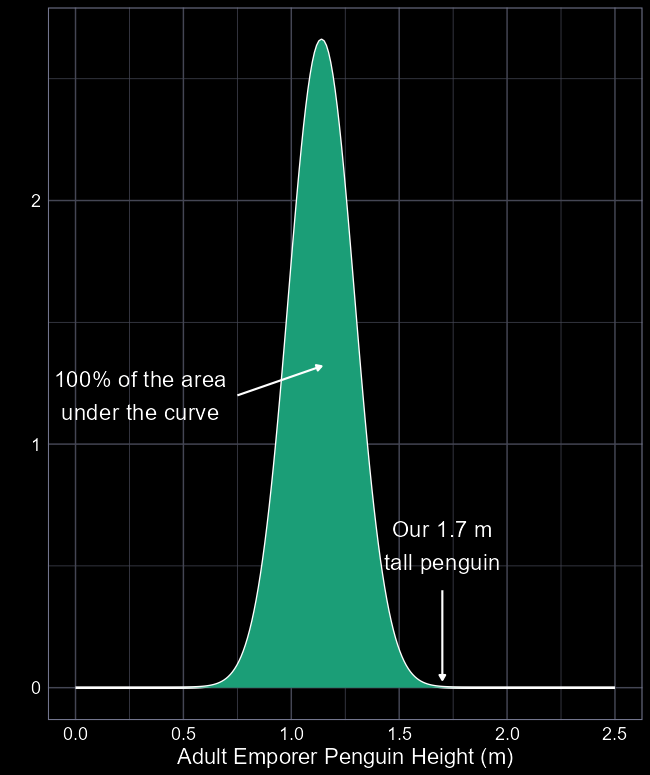 2
100% of the area
under the curve
1
Our 1.7 m
tall penguin
0
0.0 0.5 1.0 1.5 2.0 2.5
Adult Emporer Penguin Height (m)